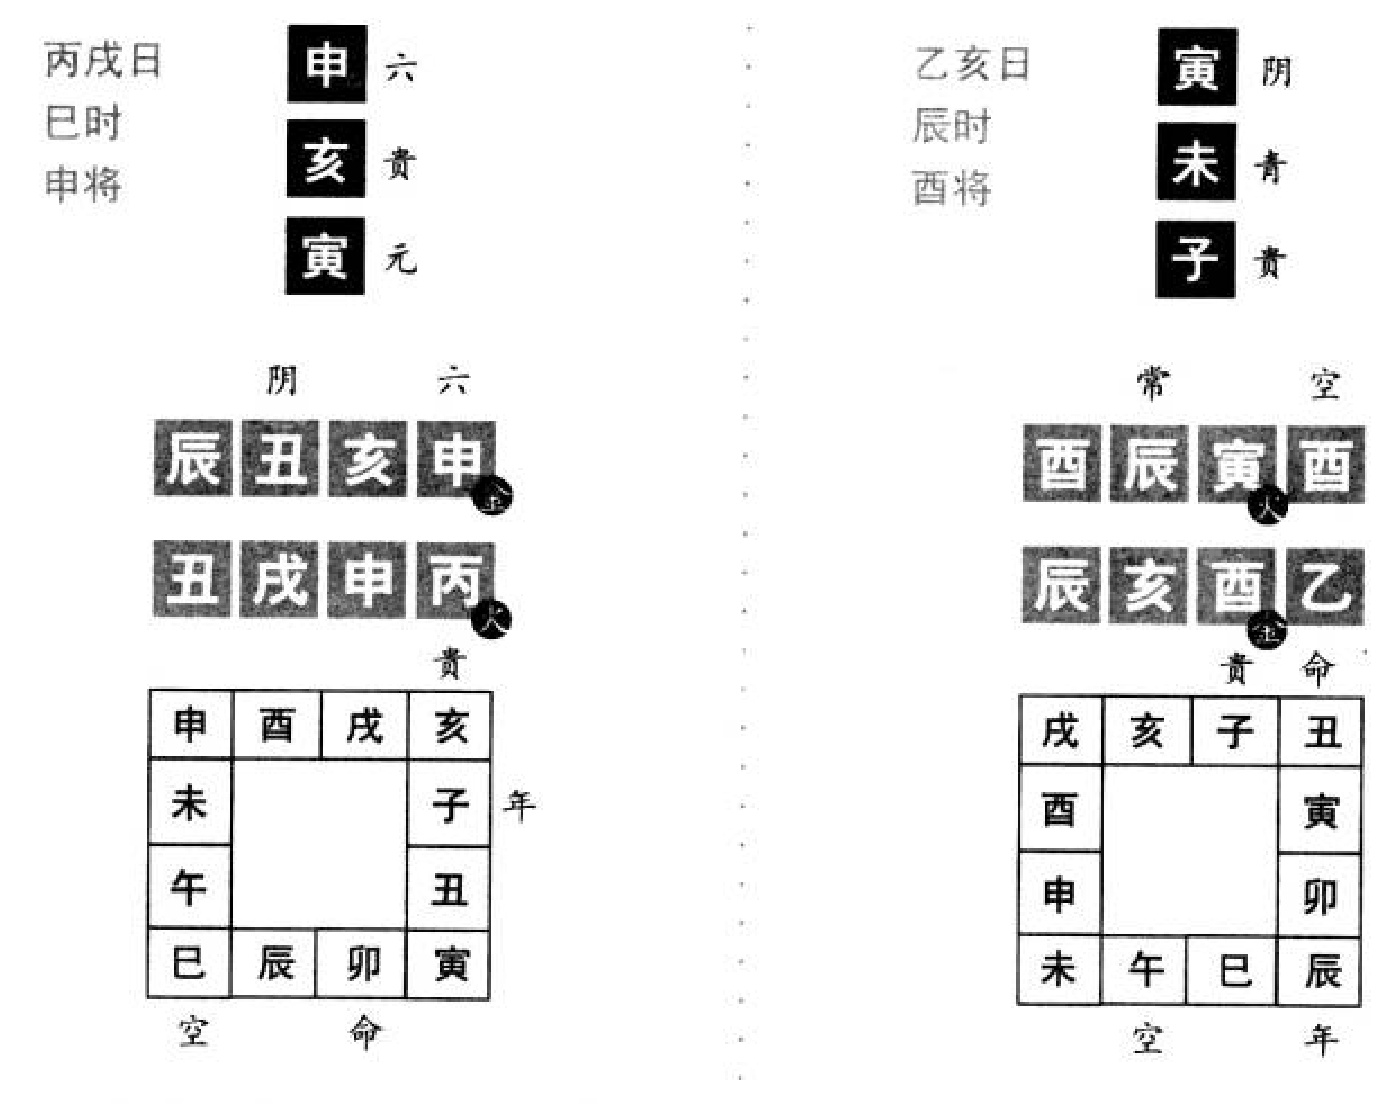 丙戌日
巳时
申将
申 六
亥 贵
寅 元
阴 六
辰 丑 亥 申
金
丑 戌 申 丙
火
贵
申 酉 戌 亥
未 子 年
午 丑
巳 辰 卯 寅
空 命
乙亥日
辰时
酉将
寅 阴
未 青
子 贵
常 空
酉 辰 寅 酉
火
辰 亥 酉 乙
金
贵 命
戌 亥 子 丑
酉 寅
申 卯
未 午 巳 辰
空 年